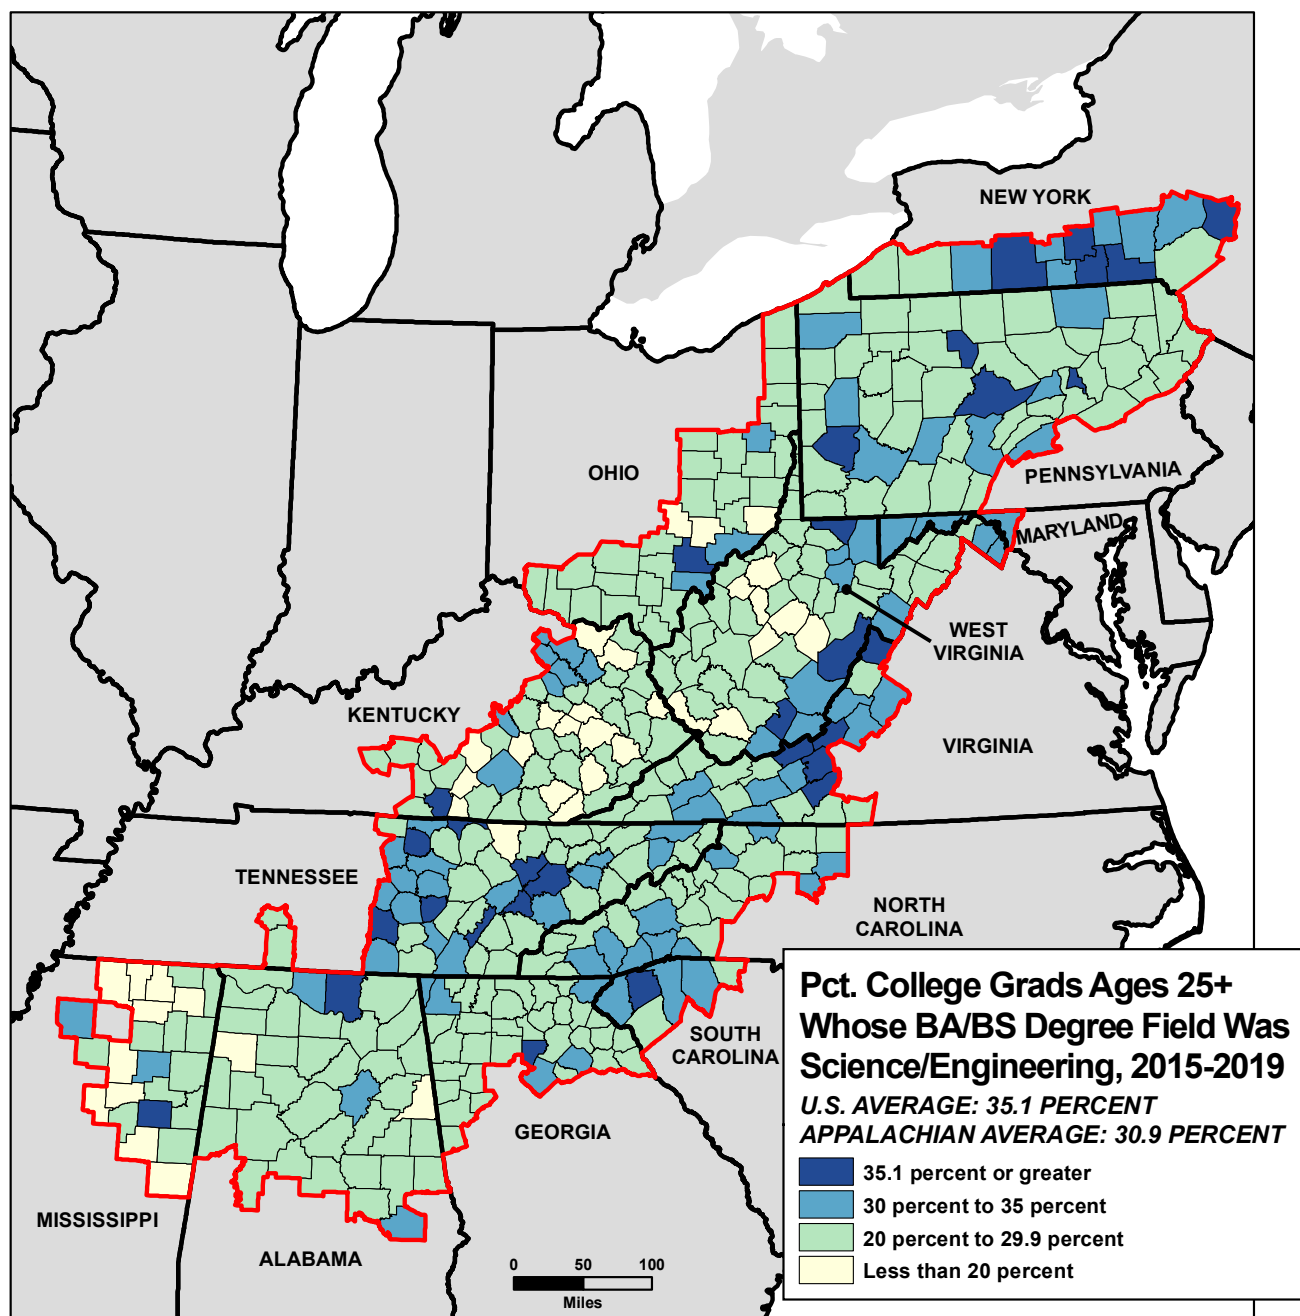 NEW YORK
OHIO
PENNSYLVANIA
MARYLAND
WEST
VIRGINIA
KENTUCKY
VIRGINIA
TENNESSEE
NORTH
CAROLINA
SOUTH
CAROLINA
GEORGIA
MISSISSIPPI
ALABAMA
0 50 100
Miles
Pct. College Grads Ages 25+
Whose BA/BS Degree Field Was
Science/Engineering, 2015-2019
U.S. AVERAGE: 35.1 PERCENT
APPALACHIAN AVERAGE: 30.9 PERCENT
35.1 percent or greater
30 percent to 35 percent
20 percent to 29.9 percent
Less than 20 percent